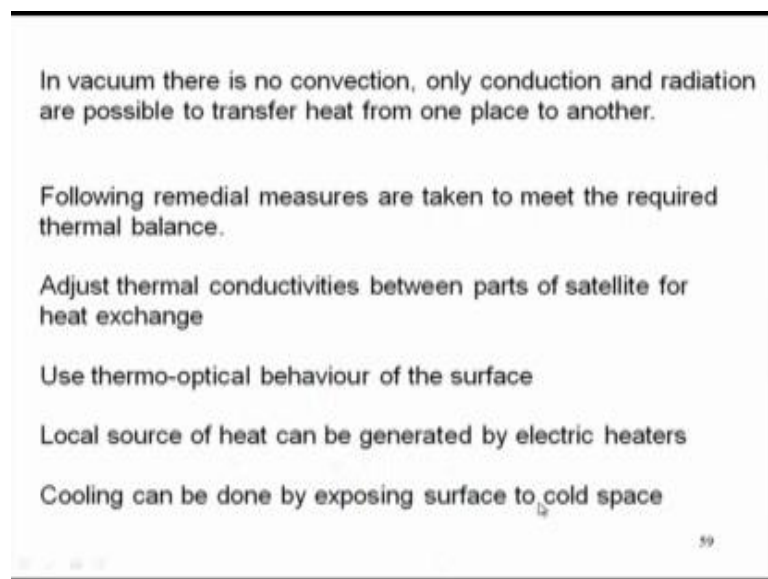 In vacuum there is no convection, only conduction and radiation
are possible to transfer heat from one place to another.
Following remedial measures are taken to meet the required
thermal balance.
Adjust thermal conductivities between parts of satellite for
heat exchange
Use thermo-optical behaviour of the surface
Local source of heat can be generated by electric heaters
Cooling can be done by exposing surface to cold space
59